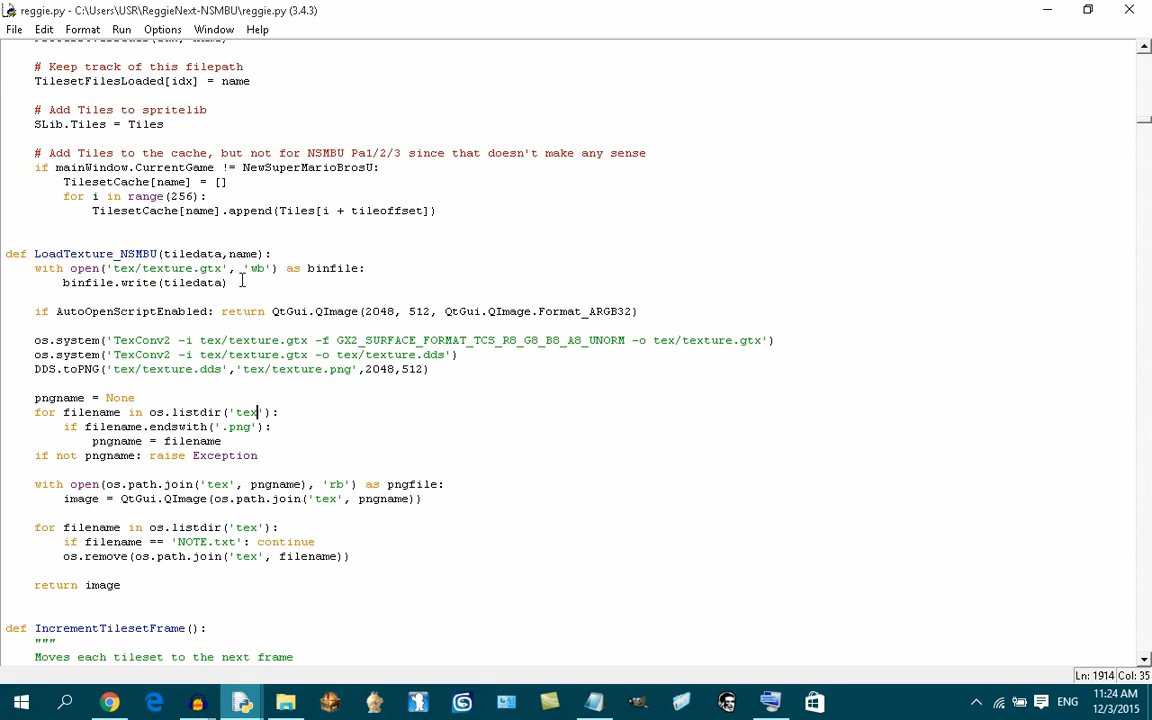 reggie.py - C:\Users\USR\ReggieNext-NSMBU\reggie.py (3.4.3)
File Edit Format Run Options Window Help
# Keep track of this filepath
TilesetFilesLoaded[idx] = name
# Add Tiles to spritelib
SLib.Tiles = Tiles
# Add Tiles to the cache, but not for NSMBU Pa1/2/3 since that doesn't make any sense
if mainWindow.CurrentGame != NewSuperMarioBrosU:
TilesetCache[name] = []
for i in range(256):
TilesetCache[name].append(Tiles[i + tileoffset])
def LoadTexture_NSMBU(tiledata,name):
with open('tex/texture.gtx', 'wb') as binfile:
binfile.write(tiledata)
if AutoOpenScriptEnabled: return QtGui.QImage(2048, 512, QtGui.QImage.Format_ARGB32)
os.system('TexConv2 -i tex/texture.gtx -f GX2_SURFACE_FORMAT_TCS_R8_G8_B8_A8_UNORM -o tex/texture.gtx')
os.system('TexConv2 -i tex/texture.gtx -o tex/texture.dds')
DDS.toPNG('tex/texture.dds','tex/texture.png',2048,512)
pngname = None
for filename in os.listdir('tex'):
if filename.endswith('.png'):
pngname = filename
if not pngname: raise Exception
with open(os.path.join('tex', pngname), 'rb') as pngfile:
image = QtGui.QImage(os.path.join('tex', pngname))
for filename in os.listdir('tex'):
if filename == 'NOTE.txt': continue
os.remove(os.path.join('tex', filename))
return image
def IncrementTilesetFrame():
"""
Moves each tileset to the next frame
Ln: 1914 Col: 35
ENG
11:24 AM
12/3/2015